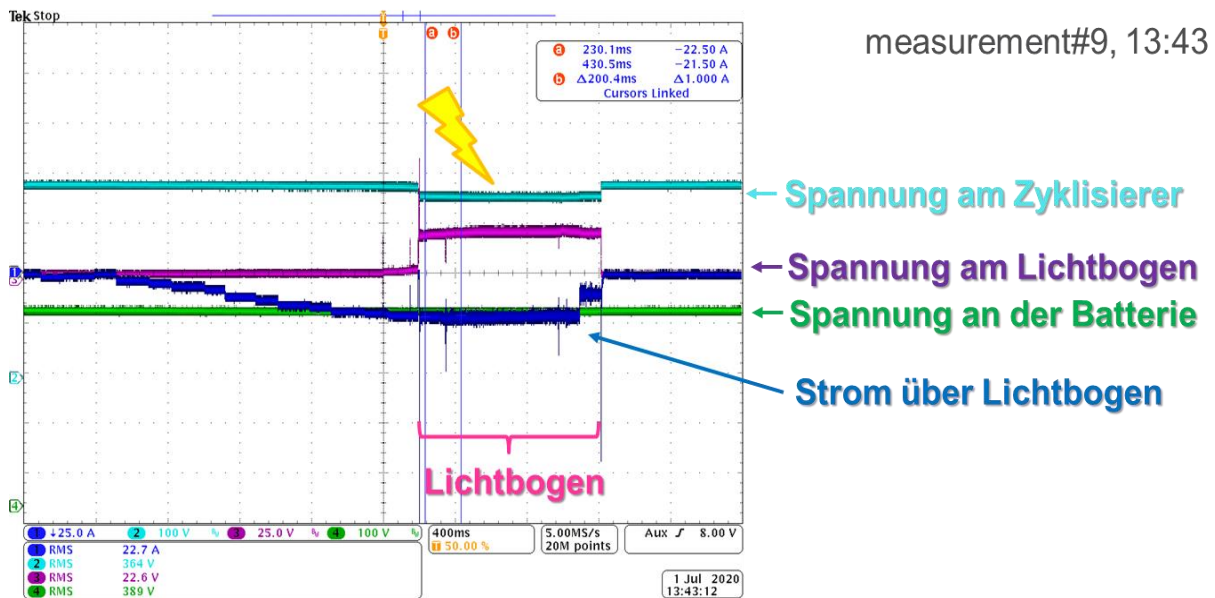 Tek Stop
measurement#9, 13:43
T
T
a b
a 230.1ms −22.50 A
430.5ms −21.50 A
b Δ200.4ms Δ1.000 A
Cursors Linked
Spannung am Zyklisierer
1
3
Spannung am Lichtbogen
Spannung an der Batterie
2
Strom über Lichtbogen
Lichtbogen
4
1 ↓25.0 A 2 100 V 3 25.0 V 4 100 V
400ms 5.00MS/s Aux 8.00 V
T 50.00 % 20M points
1 RMS 22.7 A
2 RMS 364 V
3 RMS 22.6 V
4 RMS 389 V
1 Jul 2020
13:43:12